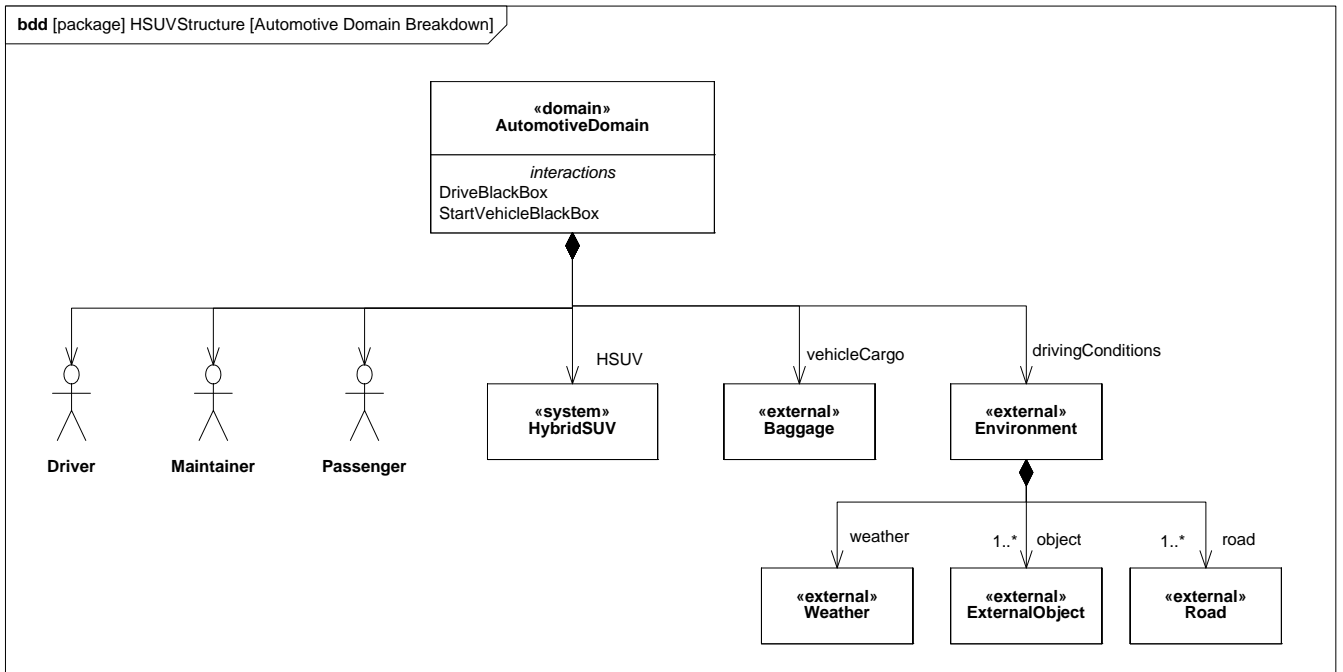 bdd [package] HSUVStructure [Automotive Domain Breakdown]
«domain»
AutomotiveDomain
interactions
DriveBlackBox
StartVehicleBlackBox
HSUV
vehicleCargo
drivingConditions
Driver
Maintainer
Passenger
«system»
HybridSUV
«external»
Baggage
«external»
Environment
weather
1..* object
1..* road
«external»
Weather
«external»
ExternalObject
«external»
Road